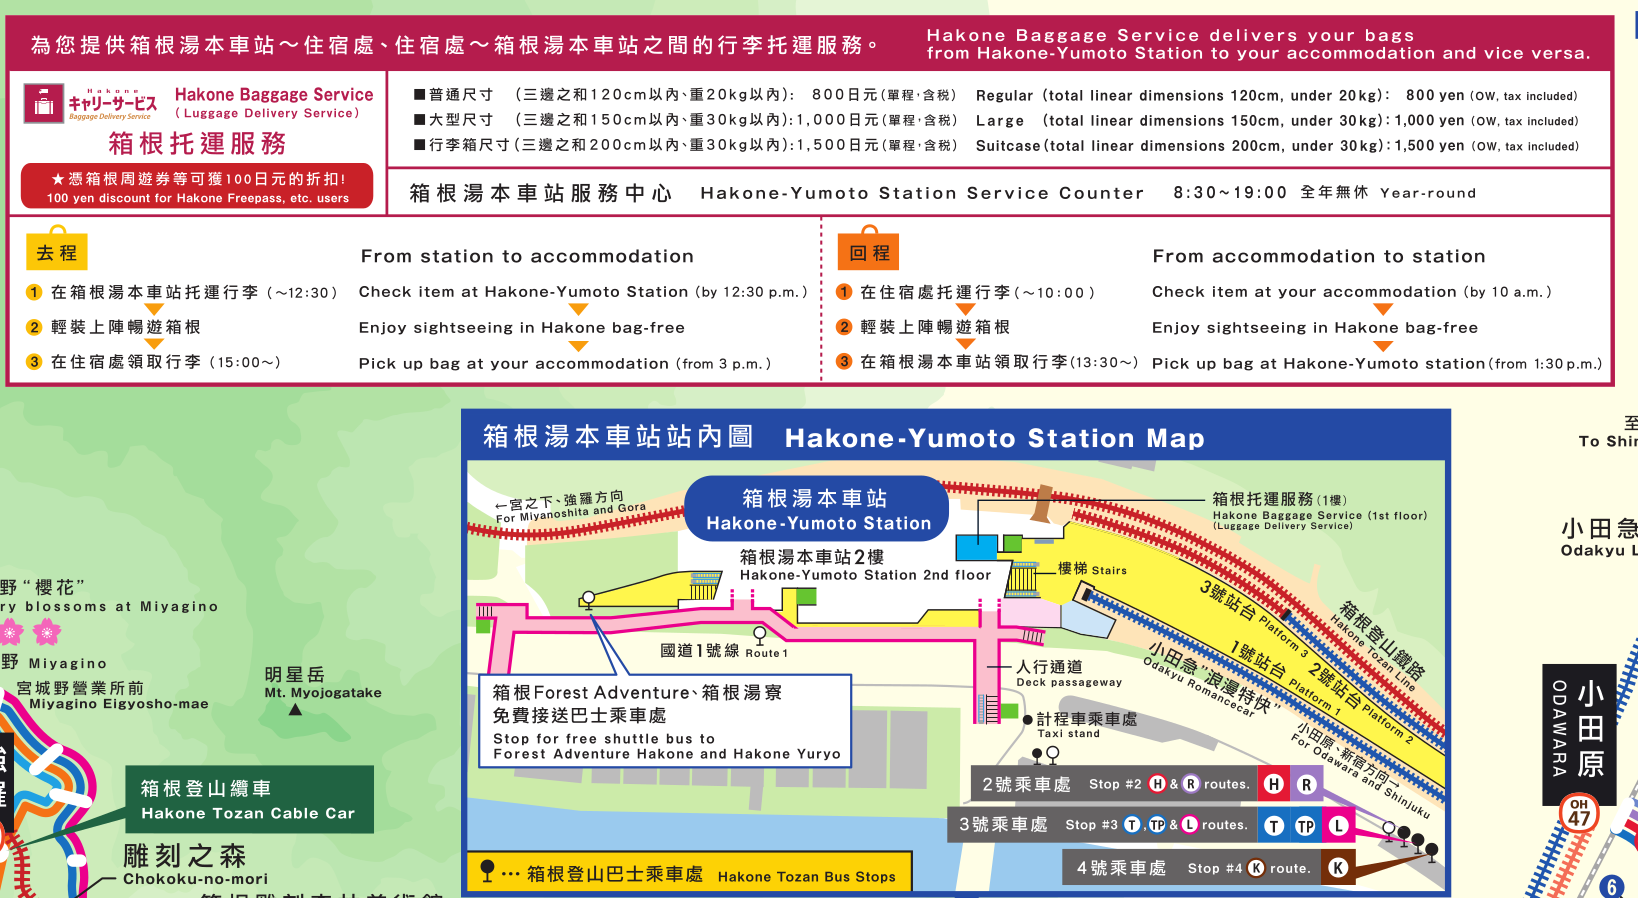 為您提供箱根湯本車站～住宿處、住宿處～箱根湯本車站之間的行李托運服務。
Hakone Baggage Service delivers your bags
from Hakone-Yumoto Station to your accommodation and vice versa.
Hakone
キャリーサービス
Baggage Delivery Service
Hakone Baggage Service
(Luggage Delivery Service)
箱根托運服務
★憑箱根周遊券等可獲100日元的折扣!
100 yen discount for Hakone Freepass, etc. users
■普通尺寸 (三邊之和120cm以內、重20kg以內): 800日元(單程,含稅) Regular (total linear dimensions 120cm, under 20kg): 800 yen (OW, tax included)
■大型尺寸 (三邊之和150cm以內、重30kg以內):1,000日元(單程,含稅) Large (total linear dimensions 150cm, under 30kg):1,000 yen (OW, tax included)
■行李箱尺寸(三邊之和200cm以內、重30kg以內):1,500日元(單程,含稅) Suitcase(total linear dimensions 200cm, under 30kg):1,500 yen (OW, tax included)
箱根湯本車站服務中心 Hakone-Yumoto Station Service Counter 8:30~19:00 全年無休 Year-round
去程
From station to accommodation
1 在箱根湯本車站托運行李 (～12:30) Check item at Hakone-Yumoto Station (by 12:30 p.m.)
2 輕裝上陣暢遊箱根 Enjoy sightseeing in Hakone bag-free
3 在住宿處領取行李 (15:00～) Pick up bag at your accommodation (from 3 p.m.)
回程
From accommodation to station
1 在住宿處托運行李(～10:00) Check item at your accommodation (by 10 a.m.)
2 輕裝上陣暢遊箱根 Enjoy sightseeing in Hakone bag-free
3 在箱根湯本車站領取行李(13:30～) Pick up bag at Hakone-Yumoto station(from 1:30 p.m.)
箱根湯本車站站內圖 Hakone-Yumoto Station Map
←宮之下、強羅方向
For Miyanoshita and Gora
箱根湯本車站
Hakone-Yumoto Station
箱根湯本車站2樓
Hakone-Yumoto Station 2nd floor
箱根托運服務(1樓)
Hakone Baggage Service (1st floor)
(Luggage Delivery Service)
樓梯 Stairs
3號站台 Platform 3
1號站台 Platform 1
2號站台 Platform 2
箱根登山鐵路
Hakone Tozan Line
小田急"浪漫特快"
Odakyu Romancecar
小田原、新宿方向→
For Odawara and Shinjuku
國道1號線 Route 1
人行通道
Deck passageway
計程車乘車處
Taxi stand
箱根Forest Adventure、箱根湯寮
免費接送巴士乘車處
Stop for free shuttle bus to
Forest Adventure Hakone and Hakone Yuryo
2號乘車處 Stop #2 H & R routes. H R
3號乘車處 Stop #3 T, TP & L routes. T TP L
4號乘車處 Stop #4 K route. K
… 箱根登山巴士乘車處 Hakone Tozan Bus Stops
野 "櫻花"
ry blossoms at Miyagino
野 Miyagino
宮城野營業所前
Miyagino Eigyosho-mae
明星岳
Mt. Myojogatake
箱根登山纜車
Hakone Tozan Cable Car
雕刻之森
Chokoku-no-mori
至
To Shin
小田急
Odakyu L
小田原
ODAWARA
OH
47
6